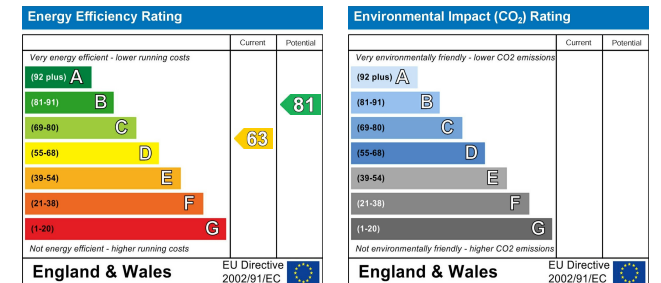 Energy Efficiency Rating
Current Potential
Very energy efficient - lower running costs
(92 plus) A
(81-91) B
81
(69-80) C
63
(55-68) D
(39-54) E
(21-38) F
(1-20) G
Not energy efficient - higher running costs
England & Wales
EU Directive
2002/91/EC
Environmental Impact (CO₂) Rating
Current Potential
Very environmentally friendly - lower CO2 emissions
(92 plus) A
(81-91) B
(69-80) C
(55-68) D
(39-54) E
(21-38) F
(1-20) G
Not environmentally friendly - higher CO2 emissions
England & Wales
EU Directive
2002/91/EC